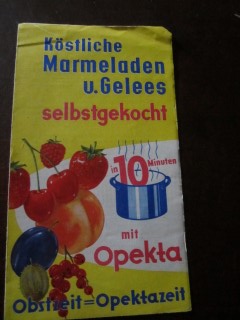 Köstliche
Marmeladen
u. Gelees
selbstgekocht
in 10 Minuten
mit
Opekta
Obstzeit=Opektazeit